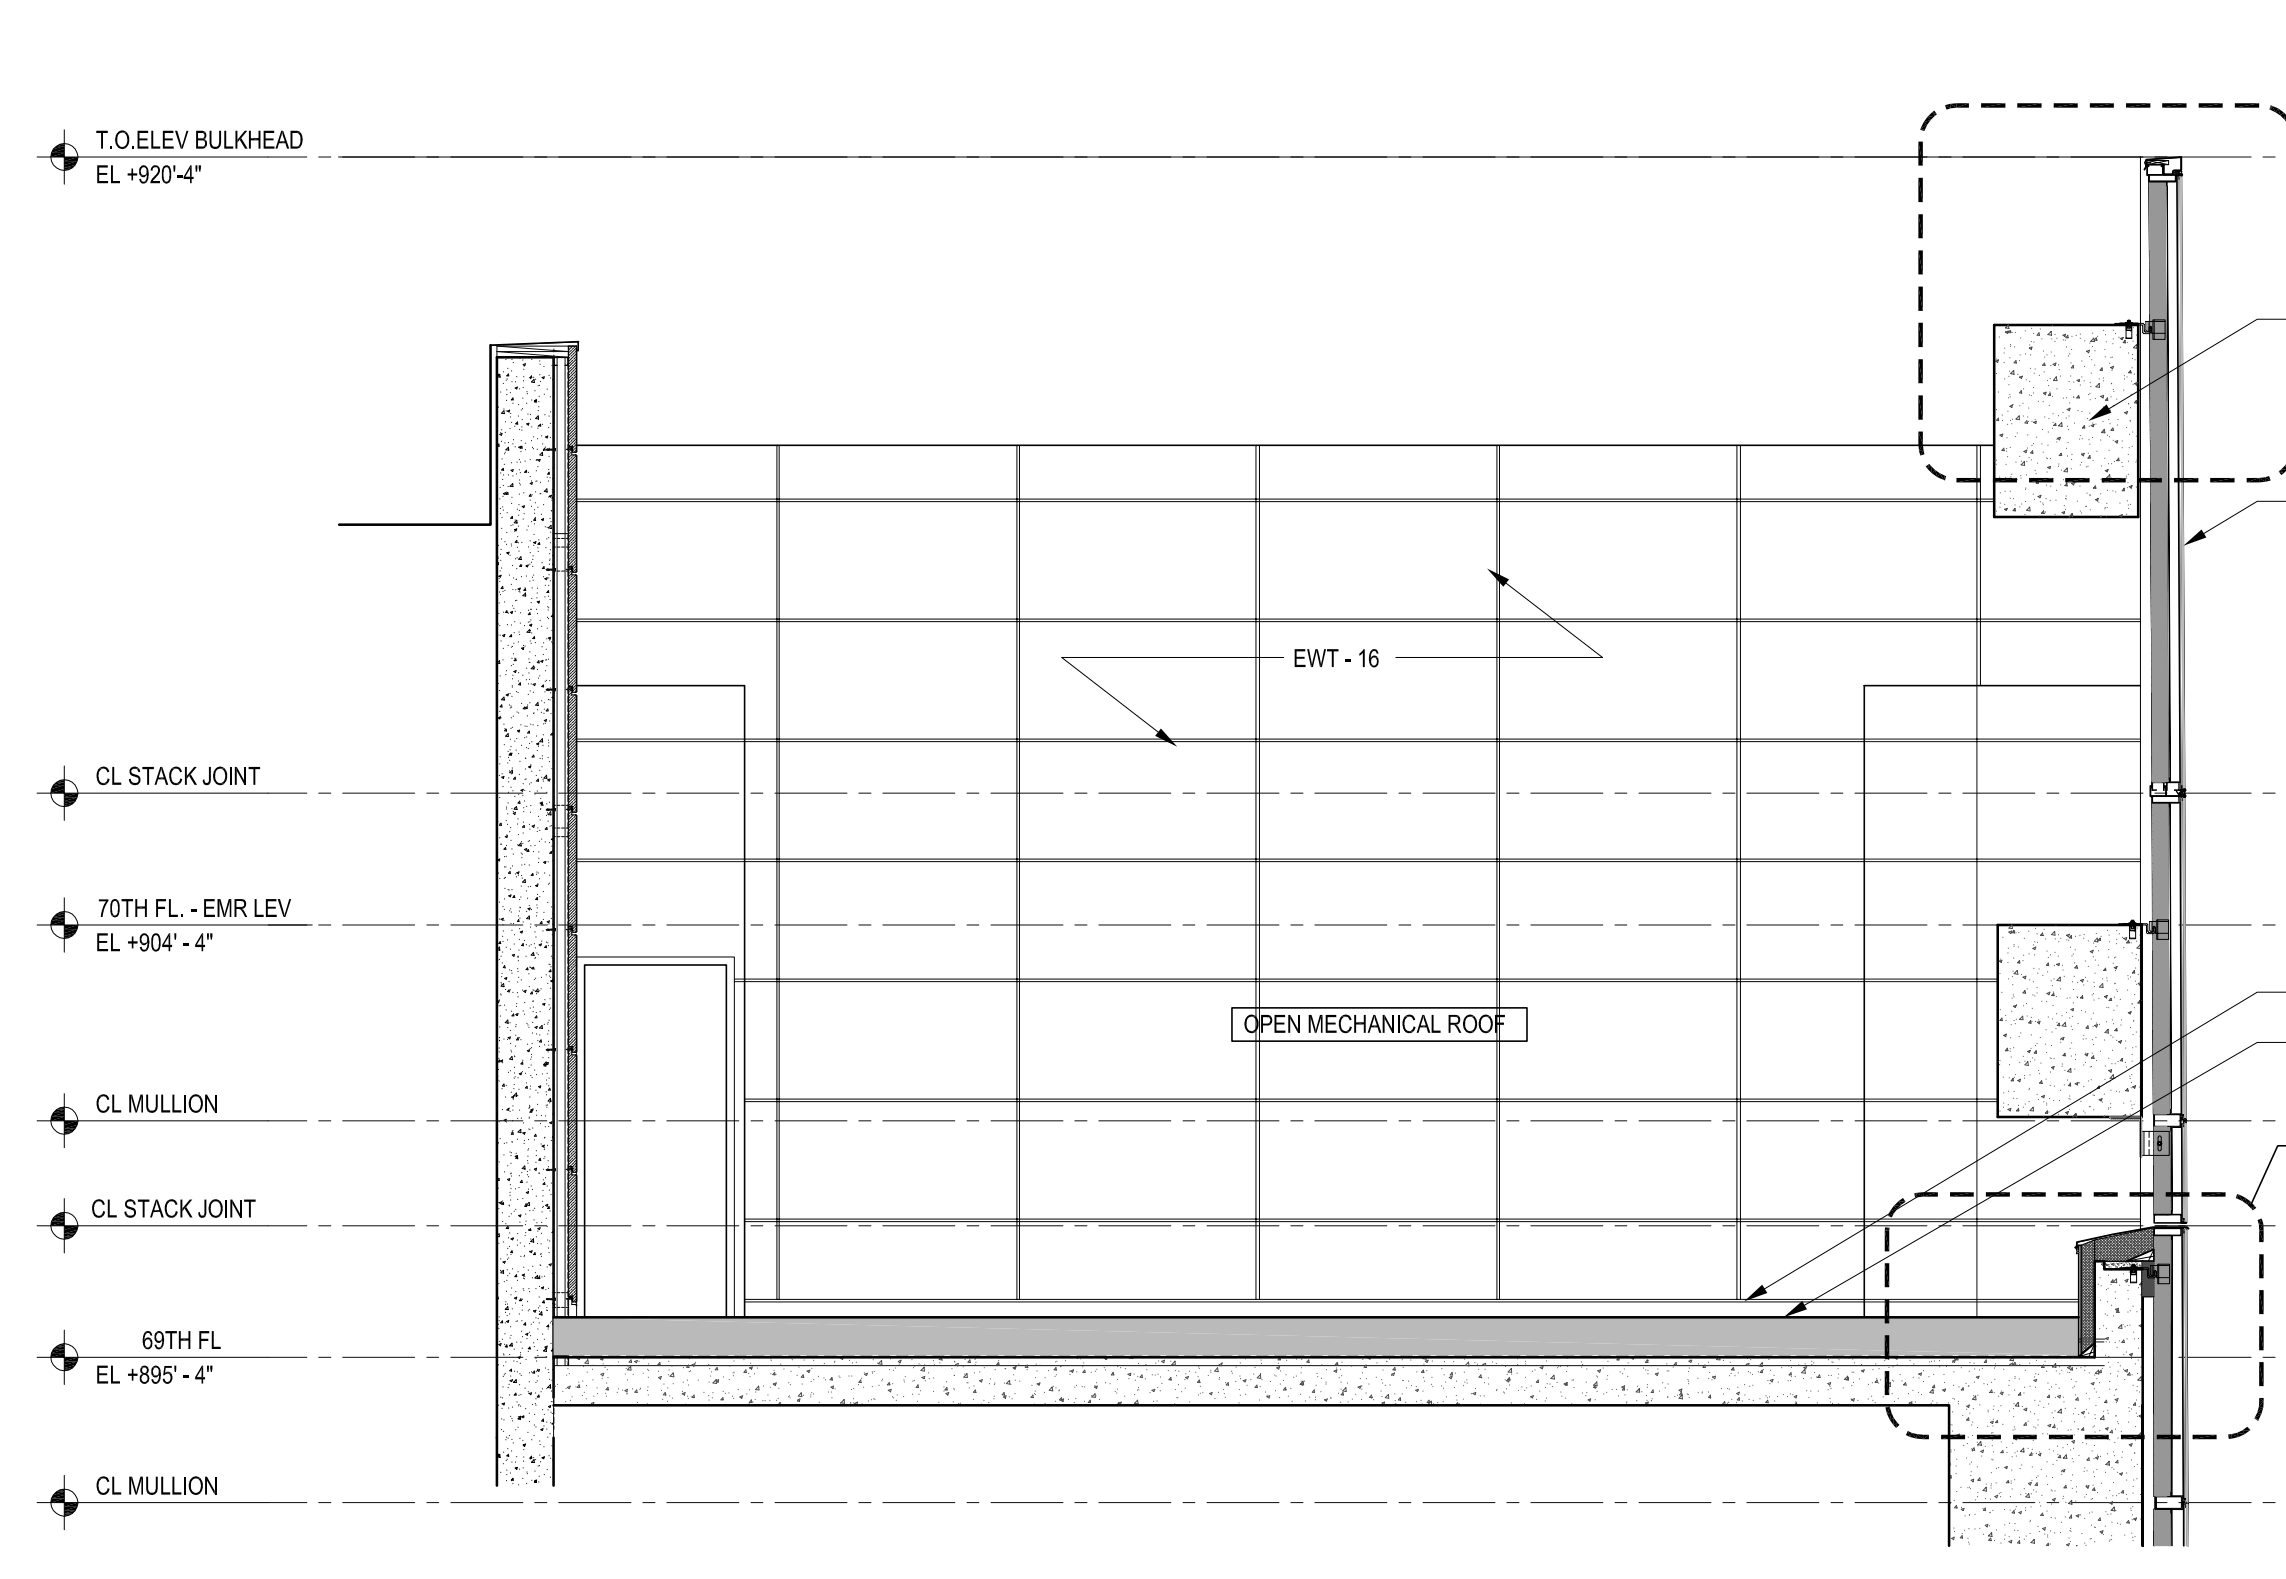 T.O.ELEV BULKHEAD
EL +920'-4"
EWT - 16
CL STACK JOINT
70TH FL. - EMR LEV
EL +904' - 4"
OPEN MECHANICAL ROOF
CL MULLION
CL STACK JOINT
69TH FL
EL +895' - 4"
CL MULLION